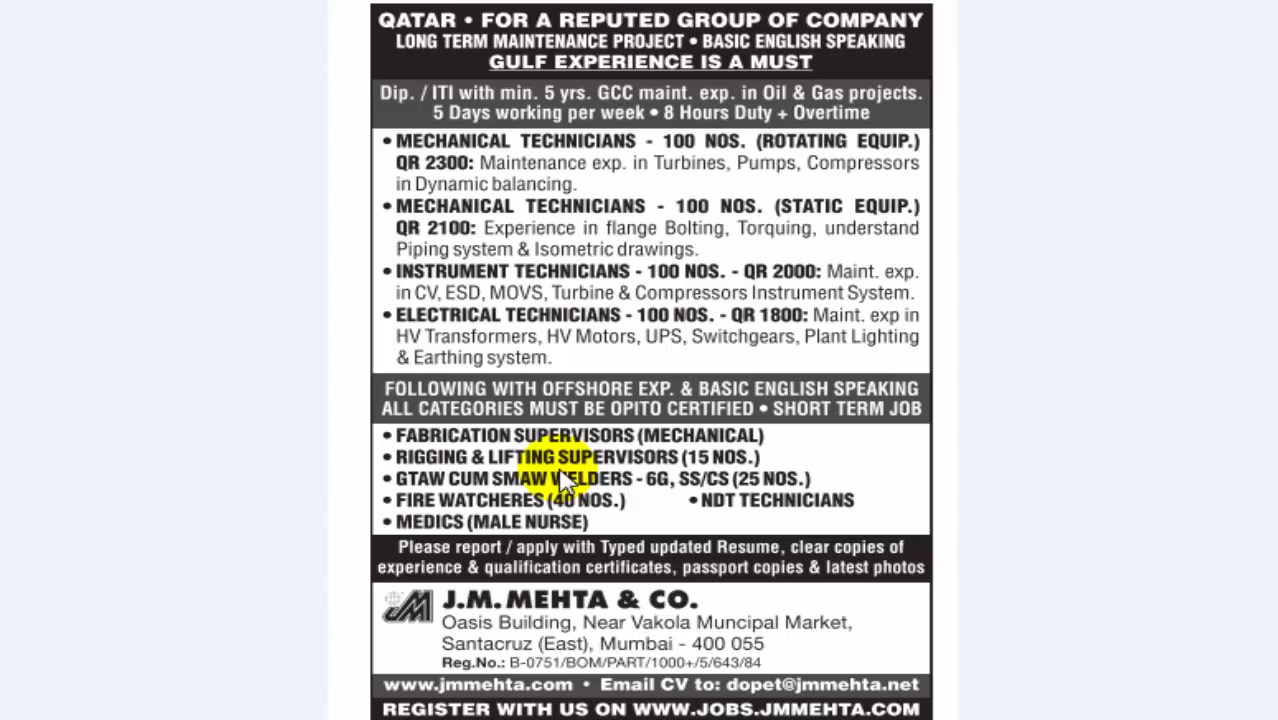 QATAR • FOR A REPUTED GROUP OF COMPANY
LONG TERM MAINTENANCE PROJECT • BASIC ENGLISH SPEAKING
GULF EXPERIENCE IS A MUST
Dip. / ITI with min. 5 yrs. GCC maint. exp. in Oil & Gas projects.
5 Days working per week • 8 Hours Duty + Overtime
• MECHANICAL TECHNICIANS - 100 NOS. (ROTATING EQUIP.)
QR 2300: Maintenance exp. in Turbines, Pumps, Compressors
in Dynamic balancing.
• MECHANICAL TECHNICIANS - 100 NOS. (STATIC EQUIP.)
QR 2100: Experience in flange Bolting, Torquing, understand
Piping system & Isometric drawings.
• INSTRUMENT TECHNICIANS - 100 NOS. - QR 2000: Maint. exp.
in CV, ESD, MOVS, Turbine & Compressors Instrument System.
• ELECTRICAL TECHNICIANS - 100 NOS. - QR 1800: Maint. exp in
HV Transformers, HV Motors, UPS, Switchgears, Plant Lighting
& Earthing system.
FOLLOWING WITH OFFSHORE EXP. & BASIC ENGLISH SPEAKING
ALL CATEGORIES MUST BE OPITO CERTIFIED • SHORT TERM JOB
• FABRICATION SUPERVISORS (MECHANICAL)
• RIGGING & LIFTING SUPERVISORS (15 NOS.)
• GTAW CUM SMAW WELDERS - 6G, SS/CS (25 NOS.)
• FIRE WATCHERES (40 NOS.) • NDT TECHNICIANS
• MEDICS (MALE NURSE)
Please report / apply with Typed updated Resume, clear copies of
experience & qualification certificates, passport copies & latest photos
JM J.M. MEHTA & CO.
Oasis Building, Near Vakola Muncipal Market,
Santacruz (East), Mumbai - 400 055
Reg.No.: B-0751/BOM/PART/1000+/5/643/84
www.jmmehta.com • Email CV to: dopet@jmmehta.net
REGISTER WITH US ON WWW.JOBS.JMMEHTA.COM